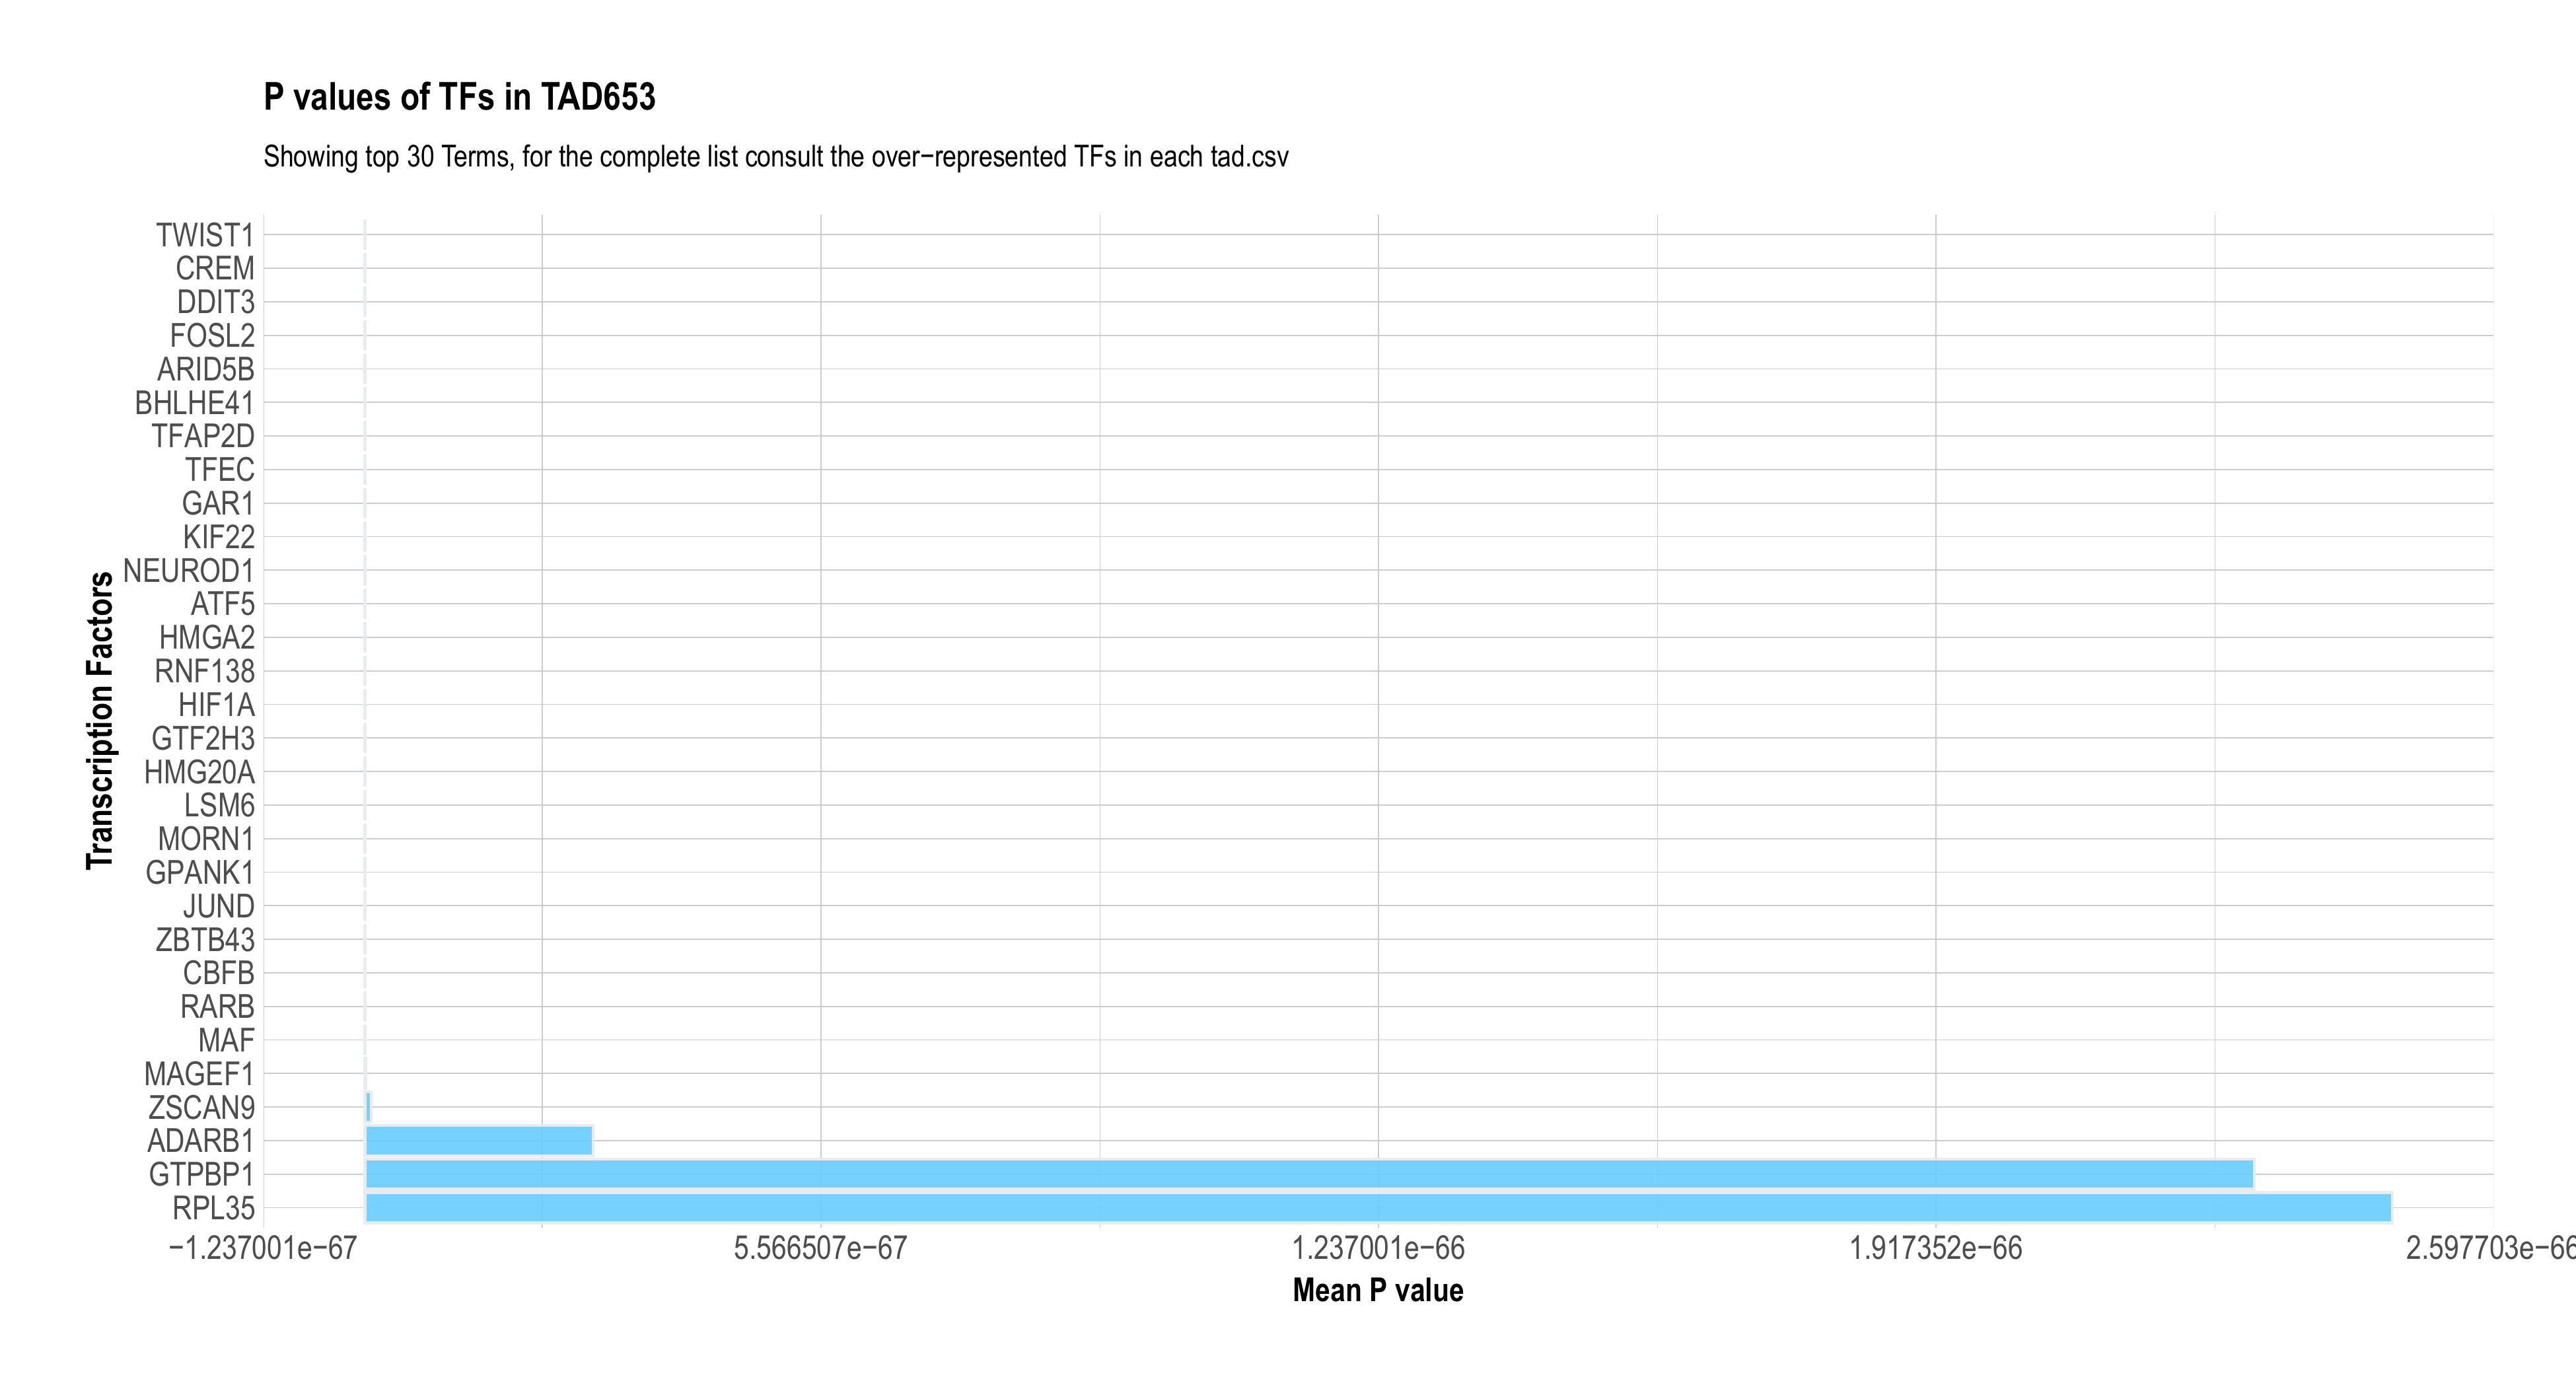 P values of TFs in TAD653
Showing top 30 Terms, for the complete list consult the over−represented TFs in each tad.csv
Transcription Factors
TWIST1
CREM
DDIT3
FOSL2
ARID5B
BHLHE41
TFAP2D
TFEC
GAR1
KIF22
NEUROD1
ATF5
HMGA2
RNF138
HIF1A
GTF2H3
HMG20A
LSM6
MORN1
GPANK1
JUND
ZBTB43
CBFB
RARB
MAF
MAGEF1
ZSCAN9
ADARB1
GTPBP1
RPL35
−1.237001e−67 5.566507e−67 1.237001e−66 1.917352e−66 2.597703e−66
Mean P value